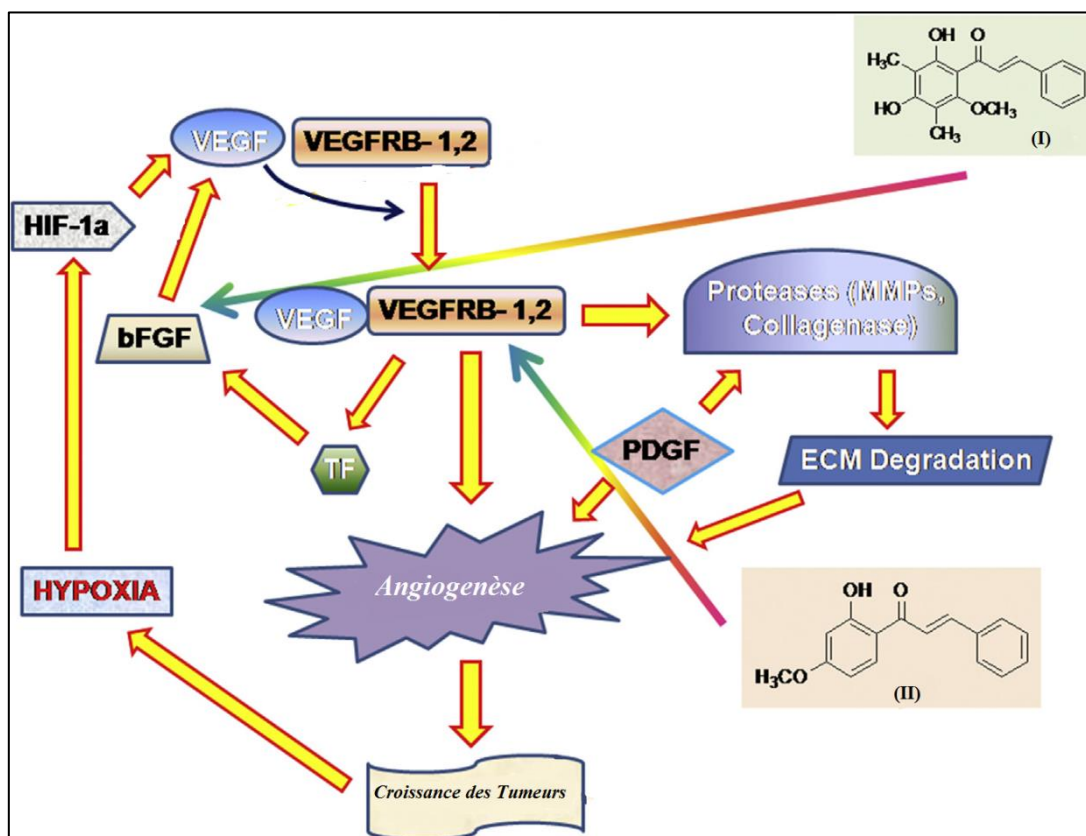 OH
O
H₃C
HO
OCH₃
CH₃
(I)
VEGF
VEGFRB- 1,2
HIF-1a
Proteases (MMPs,
Collagenase)
VEGF
VEGFRB- 1,2
bFGF
TF
PDGF
ECM Degradation
Angiogenèse
HYPOXIA
OH
O
H₃CO
(II)
Croissance des Tumeurs